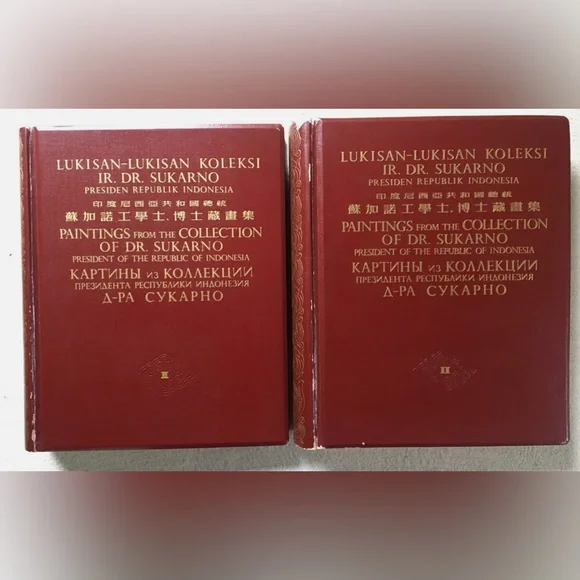 LUKISAN-LUKISAN KOLEKSI
IR. DR. SUKARNO
PRESIDEN REPUBLIK INDONESIA
印度尼西亞共和國總統
蘇加諾工學士,博士藏畫集
PAINTINGS FROM THE COLLECTION
OF DR. SUKARNO
PRESIDENT OF THE REPUBLIC OF INDONESIA
КАРТИНЫ ИЗ КОЛЛЕКЦИИ
ПРЕЗИДЕНТА РЕСПУБЛИКИ ИНДОНЕЗИЯ
Д-РА СУКАРНО
LUKISAN-LUKISAN KOLEKSI
IR. DR. SUKARNO
PRESIDEN REPUBLIK INDONESIA
印度尼西亞共和國總統
蘇加諾工學士,博士藏畫集
PAINTINGS FROM THE COLLECTION
OF DR. SUKARNO
PRESIDENT OF THE REPUBLIC OF INDONESIA
КАРТИНЫ ИЗ КОЛЛЕКЦИИ
ПРЕЗИДЕНТА РЕСПУБЛИКИ ИНДОНЕЗИЯ
Д-РА СУКАРНО
II